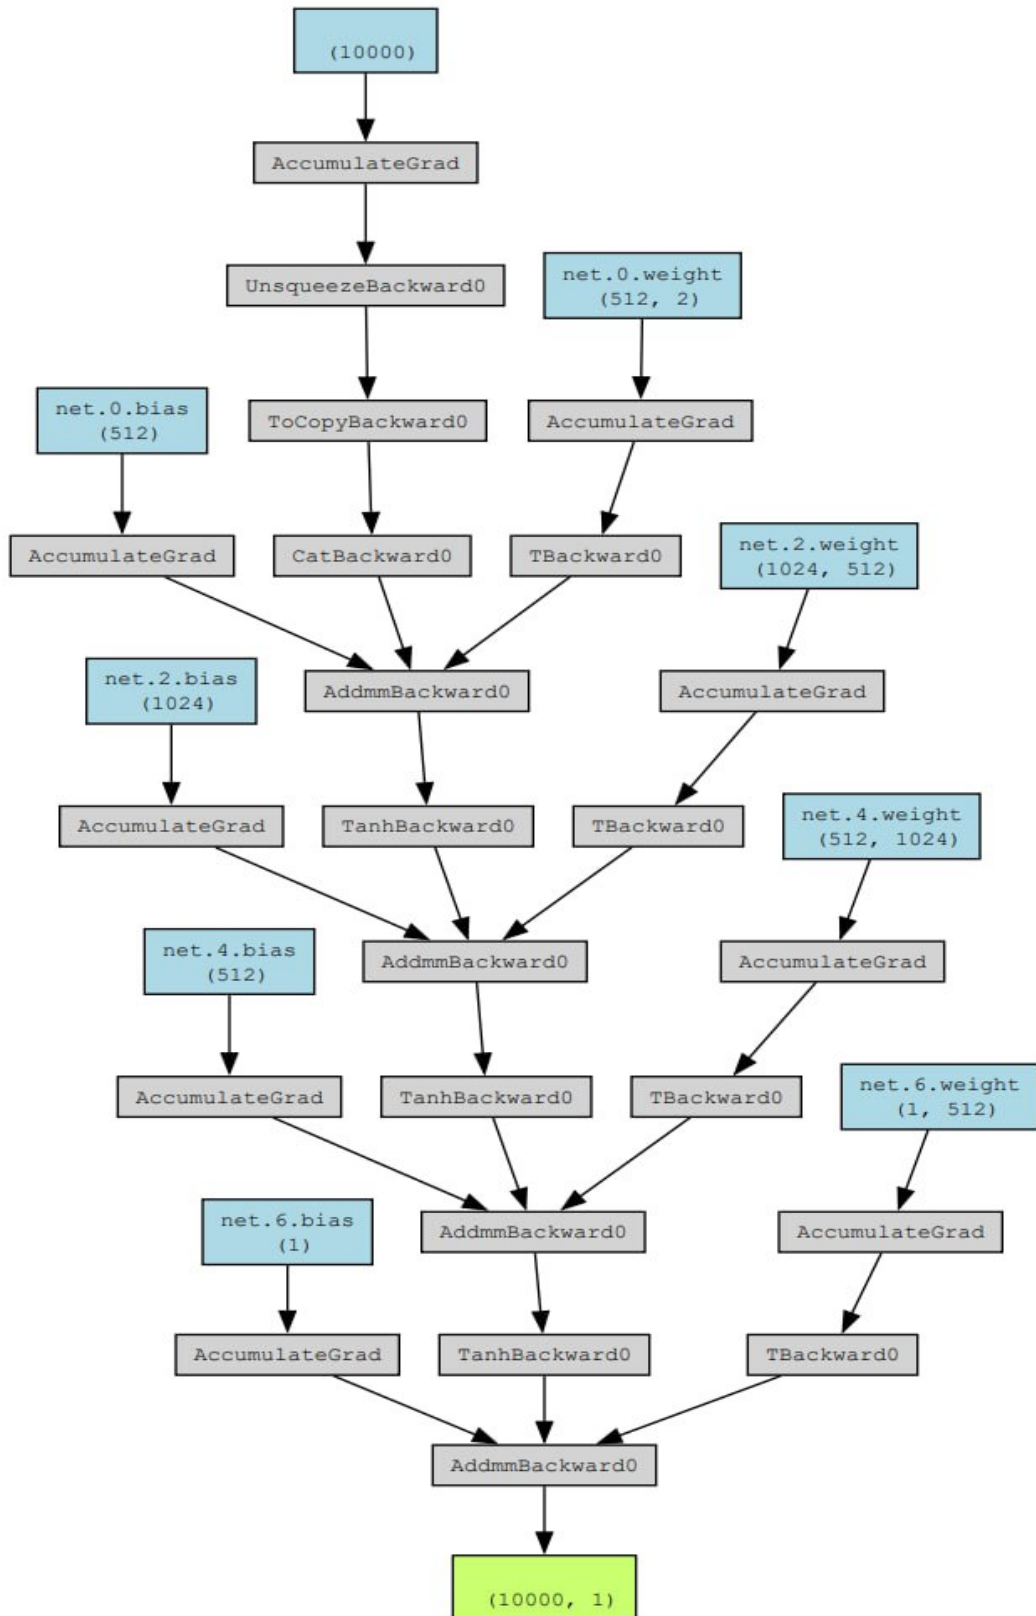 (10000)
AccumulateGrad
UnsqueezeBackward0
net.0.weight
(512, 2)
net.0.bias
(512)
ToCopyBackward0
AccumulateGrad
AccumulateGrad
CatBackward0
TBackward0
net.2.weight
(1024, 512)
net.2.bias
(1024)
AddmmBackward0
AccumulateGrad
AccumulateGrad
TanhBackward0
TBackward0
net.4.weight
(512, 1024)
net.4.bias
(512)
AddmmBackward0
AccumulateGrad
AccumulateGrad
TanhBackward0
TBackward0
net.6.weight
(1, 512)
net.6.bias
(1)
AddmmBackward0
AccumulateGrad
AccumulateGrad
TanhBackward0
TBackward0
AddmmBackward0
(10000, 1)